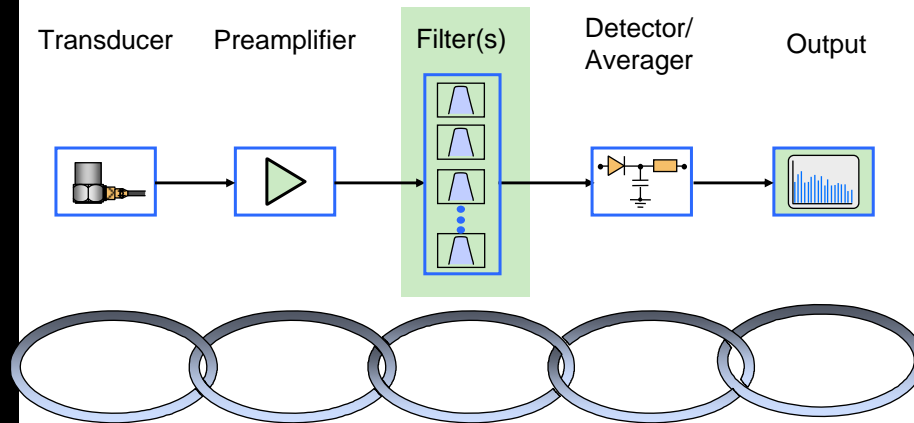 Transducer
Preamplifier
Filter(s)
Detector/
Averager
Output